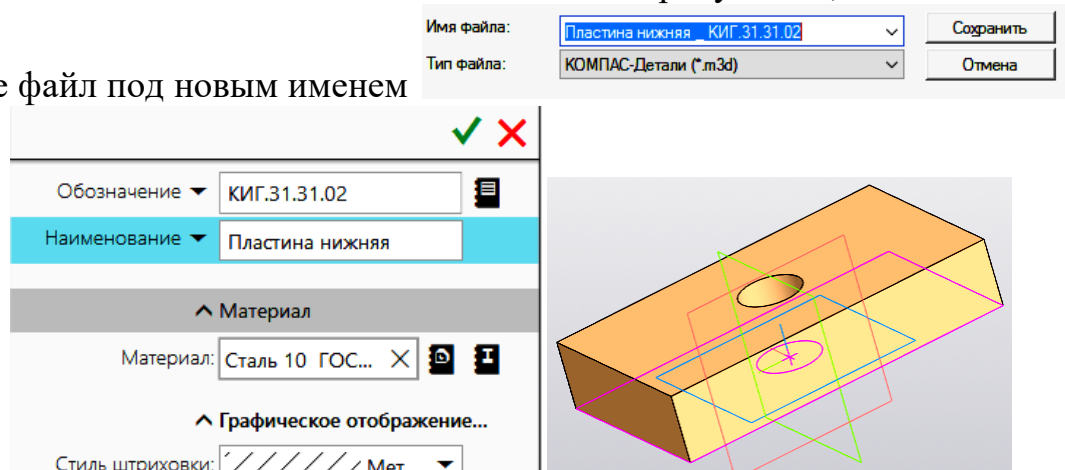 Имя файла: Пластина нижняя _ КИГ.31.31.02 Сохранить
Тип файла: КОМПАС-Детали (*.m3d) Отмена
е файл под новым именем
Обозначение КИГ.31.31.02
Наименование Пластина нижняя
Материал
Материал: Сталь 10 ГОС...
Графическое отображение...
Стиль штриховки: Мет